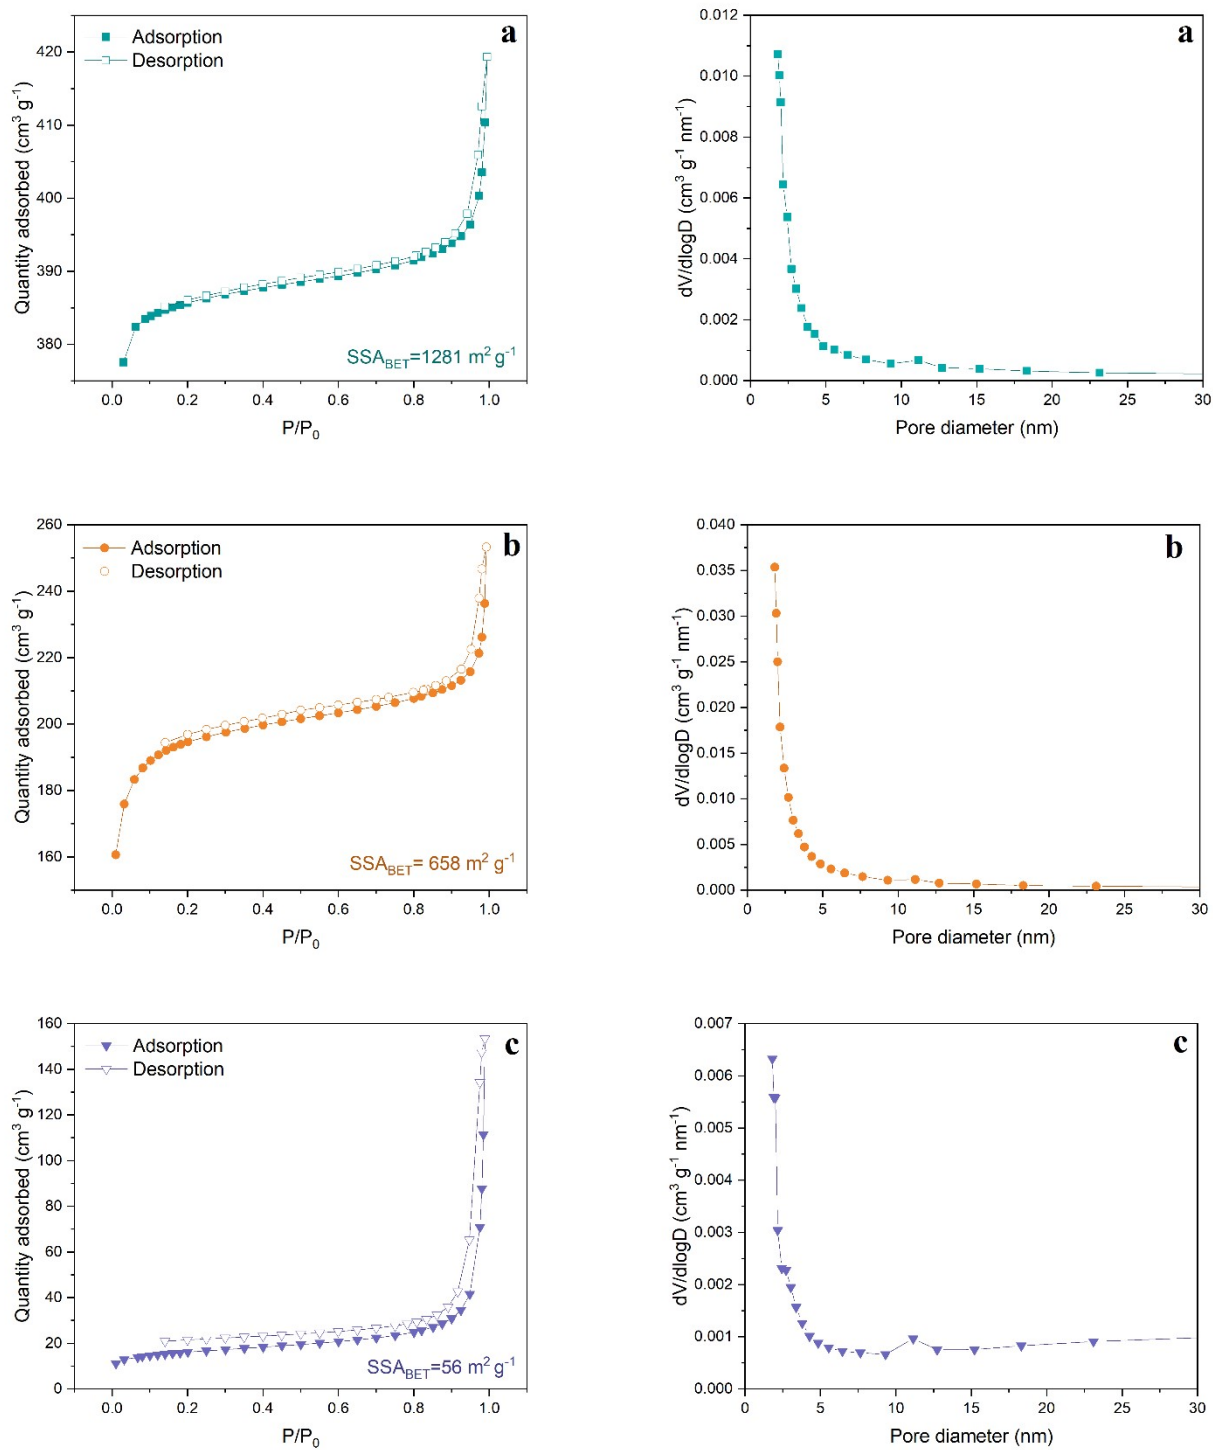 a
Adsorption
Desorption
420
410
400
390
380
Quantity adsorbed (cm³ g⁻¹)
SSA_BET=1281 m² g⁻¹
0.0 0.2 0.4 0.6 0.8 1.0
P/P₀
a
0.012
0.010
0.008
0.006
0.004
0.002
0.000
dV/dlogD (cm³ g⁻¹ nm⁻¹)
0 5 10 15 20 25 30
Pore diameter (nm)
b
Adsorption
Desorption
260
240
220
200
180
160
Quantity adsorbed (cm³ g⁻¹)
SSA_BET= 658 m² g⁻¹
0.0 0.2 0.4 0.6 0.8 1.0
P/P₀
b
0.040
0.035
0.030
0.025
0.020
0.015
0.010
0.005
0.000
dV/dlogD (cm³ g⁻¹ nm⁻¹)
0 5 10 15 20 25 30
Pore diameter (nm)
c
Adsorption
Desorption
160
140
120
100
80
60
40
20
0
Quantity adsorbed (cm³ g⁻¹)
SSA_BET=56 m² g⁻¹
0.0 0.2 0.4 0.6 0.8 1.0
P/P₀
c
0.007
0.006
0.005
0.004
0.003
0.002
0.001
0.000
dV/dlogD (cm³ g⁻¹ nm⁻¹)
0 5 10 15 20 25 30
Pore diameter (nm)